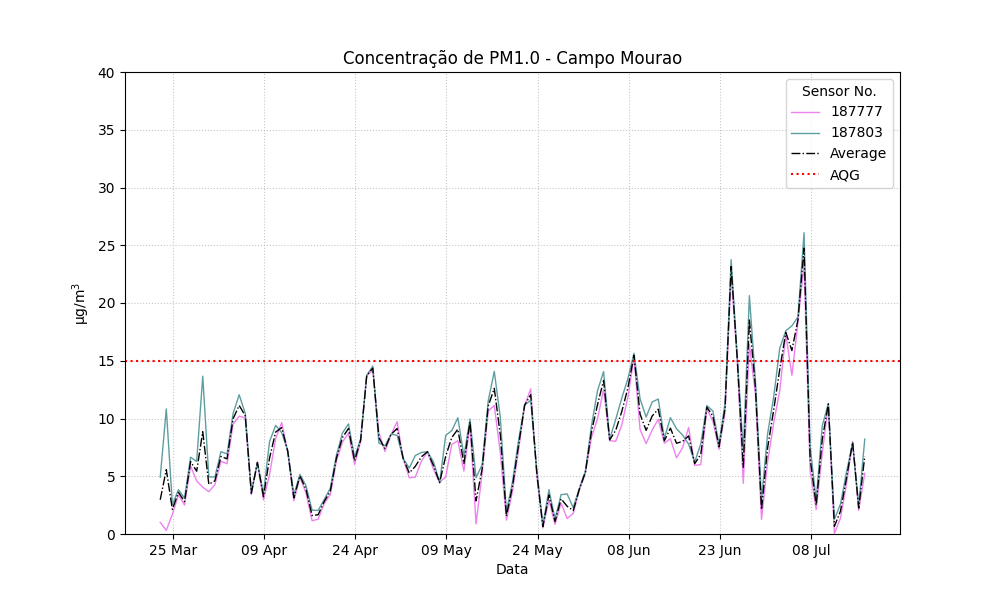 Concentração de PM1.0 - Campo Mourao
40
35
30
25
20
15
10
5
0
µg/m³
Sensor No.
187777
187803
Average
AQG
25 Mar
09 Apr
24 Apr
09 May
24 May
08 Jun
23 Jun
08 Jul
Data